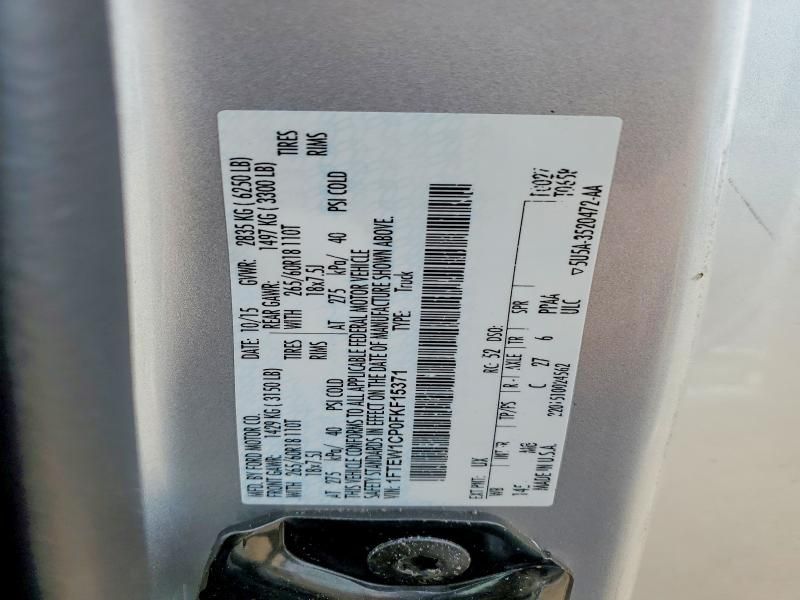 MFD. BY FORD MOTOR CO.
DATE: 10/15 GVWR: 2835 KG ( 6250 LB)
FRONT GAWR: 1429 KG ( 3150 LB) REAR GAWR: 1497 KG ( 3300 LB)
WITH 265/60R18 110T TIRES WITH 265/60R18 110T TIRES
18x7.5J RIMS 18x7.5J RIMS
AT 275 kPa/ 40 PSI COLD AT 275 kPa/ 40 PSI COLD
THIS VEHICLE CONFORMS TO ALL APPLICABLE FEDERAL MOTOR VEHICLE
SAFETY STANDARDS IN EFFECT ON THE DATE OF MANUFACTURE SHOWN ABOVE.
VIN: 1FTEW1CP0FKF15371 TYPE: Truck
EXT PNT: UX RC: 52 DSO:
WB INT TR TP/PS R AXLE TR SPR
C 27 6 PPA6A
MADE IN U.S.A. ULC
5U5A-3520472-AA